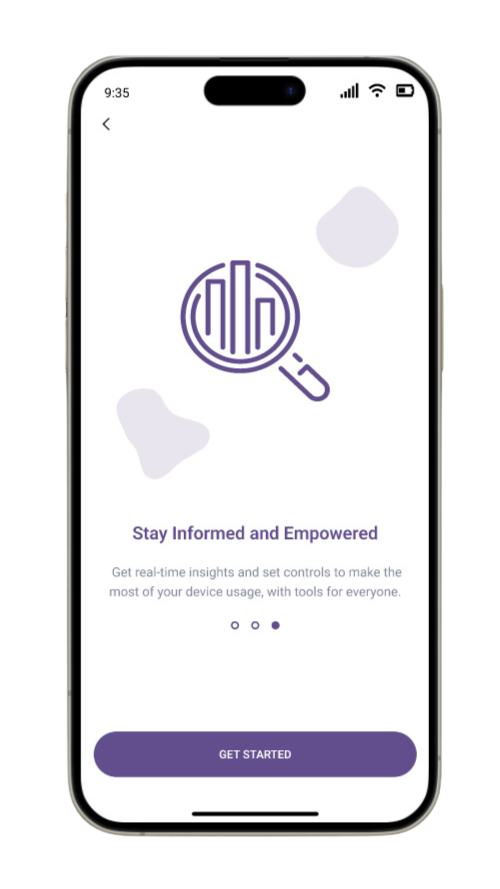 9:35
Stay Informed and Empowered
Get real-time insights and set controls to make the
most of your device usage, with tools for everyone.
GET STARTED